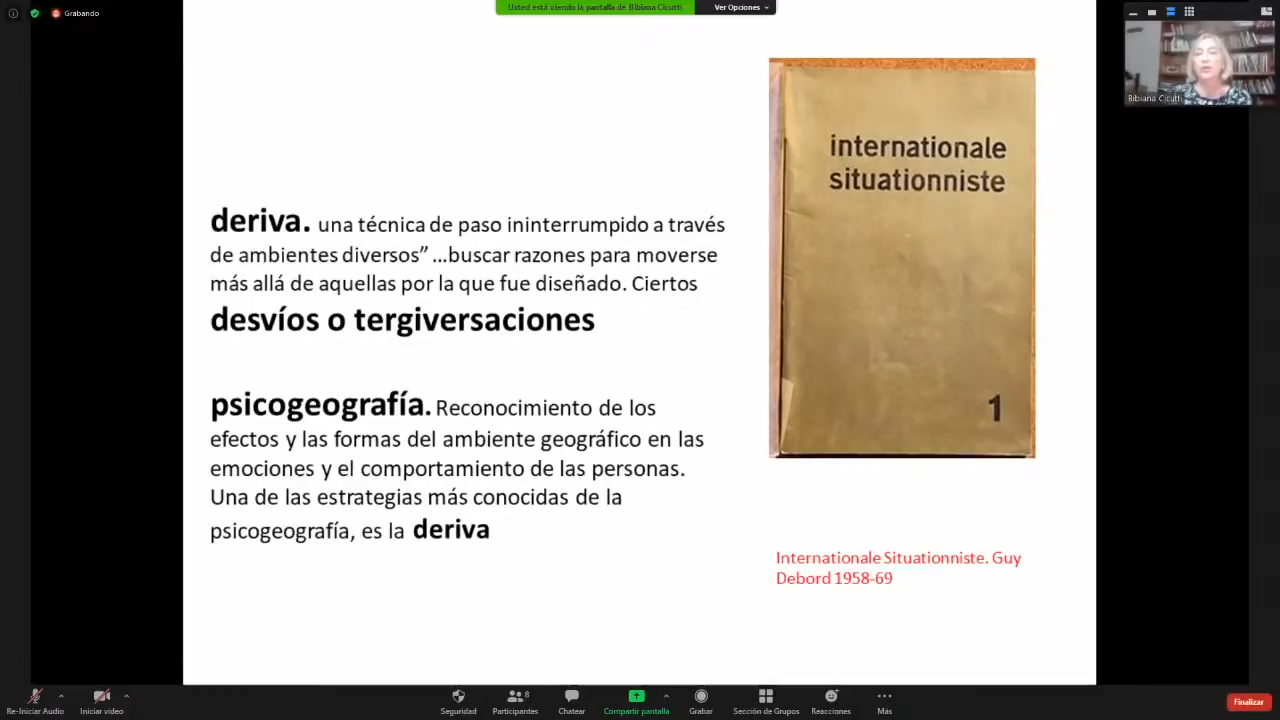 Grabando
Usted está viendo la pantalla de Bibiana Cicutti
Ver Opciones
Bibiana Cicutti
internationale
situationniste
1
deriva. una técnica de paso ininterrumpido a través
de ambientes diversos” …buscar razones para moverse
más allá de aquellas por la que fue diseñado. Ciertos
desvíos o tergiversaciones
psicogeografía. Reconocimiento de los
efectos y las formas del ambiente geográfico en las
emociones y el comportamiento de las personas.
Una de las estrategias más conocidas de la
psicogeografía, es la deriva
Internationale Situationniste. Guy
Debord 1958-69
Re-Iniciar Audio
Iniciar video
Seguridad
8
Participantes
Chatear
Compartir pantalla
Grabar
Sección de Grupos
Reacciones
Más
Finalizar